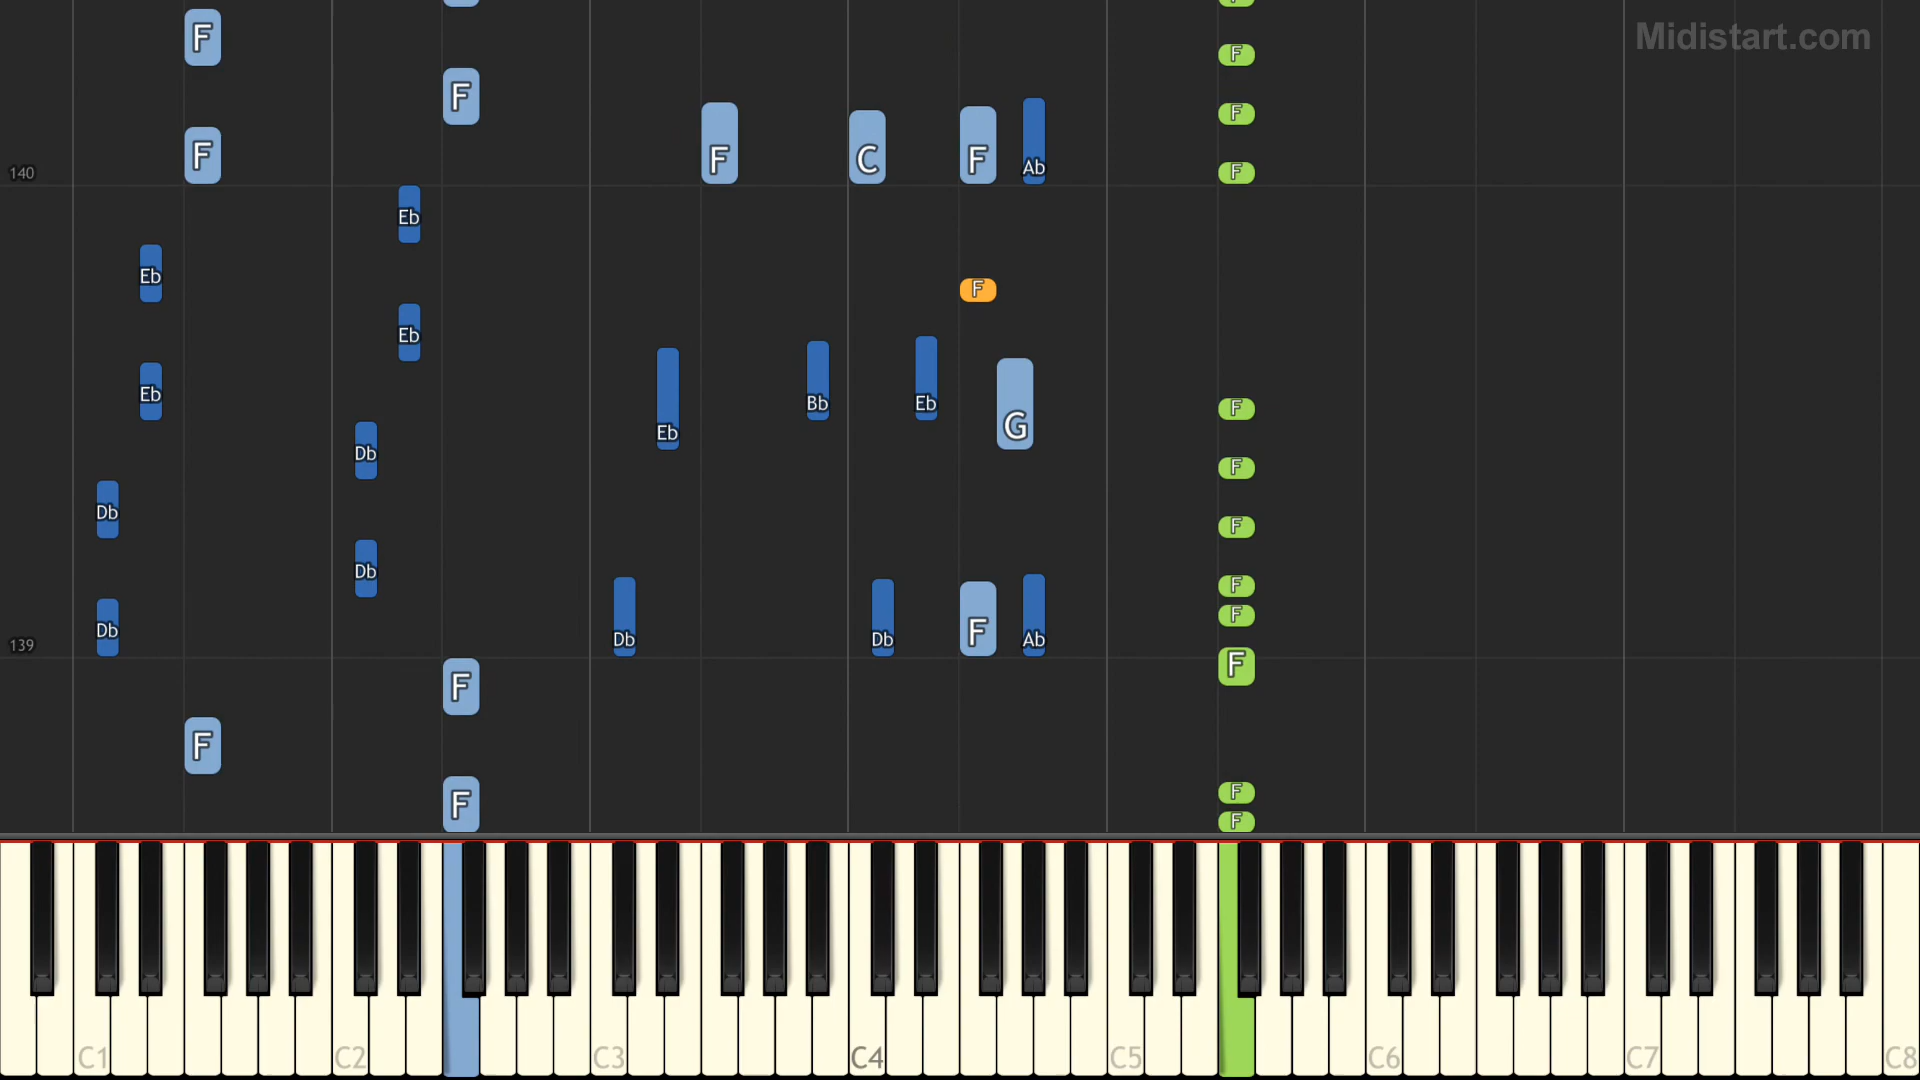 F
F F
Midistart.com
F
F F
F F C F Ab F
140
Eb
Eb F
Eb
Eb Bb Eb F
Eb G
Db F
Db F
Db F
F
Db Db Db F Ab
139
F F
F
F F
F
C1 C2 C3 C4 C5 C6 C7 C8